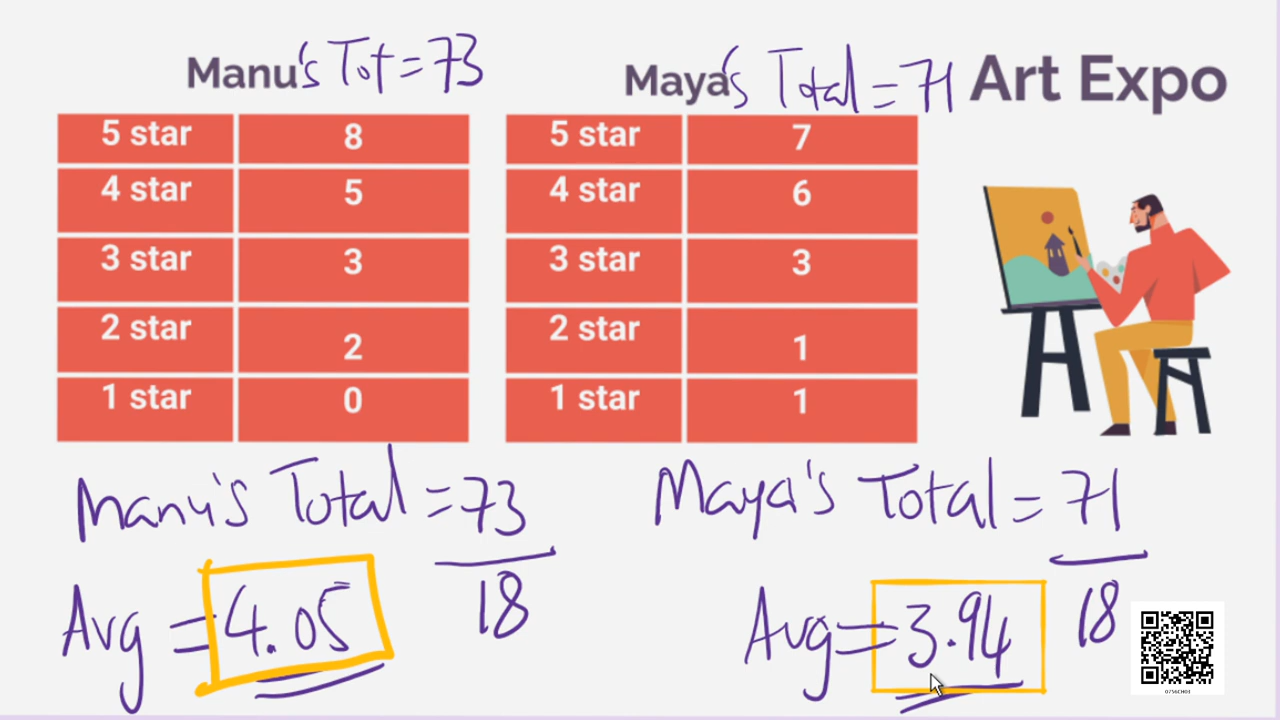 Manu's Tot = 73
Maya's Total = 71
Art Expo
5 star 8
4 star 5
3 star 3
2 star 2
1 star 0
5 star 7
4 star 6
3 star 3
2 star 1
1 star 1
Manu's Total = 73
18
Avg = 4.05
Maya's Total = 71
18
Avg = 3.94